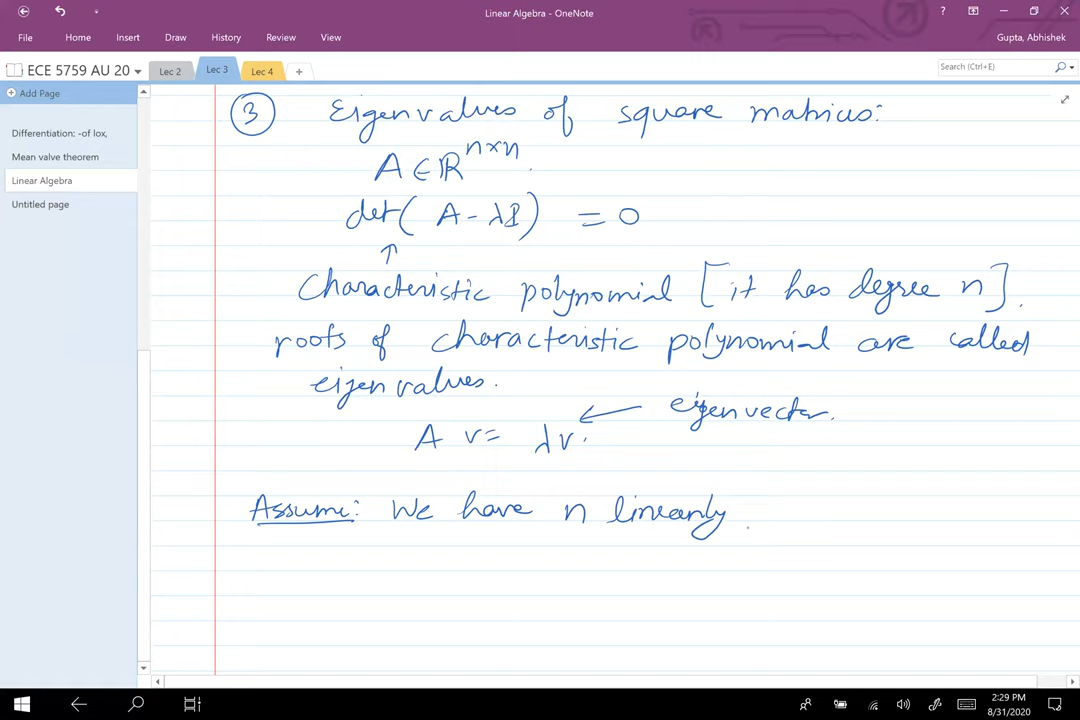 Linear Algebra - OneNote
?
File Home Insert Draw History Review View
Gupta, Abhishek
ECE 5759 AU 20
Lec 2
Lec 3
Lec 4
+
Search (Ctrl+E)
Add Page
Differentiation: -of lox,
Mean valve theorem
Linear Algebra
Untitled page
③ Eigenvalues of square matrices:
A ∈ ℝ^{n×n}.
det( A - λI ) = 0
↑
Characteristic polynomial [it has degree n].
roots of characteristic polynomial are called
eigenvalues.
← eigenvector.
A v = λv.
Assume: We have n linearly
2:29 PM
8/31/2020